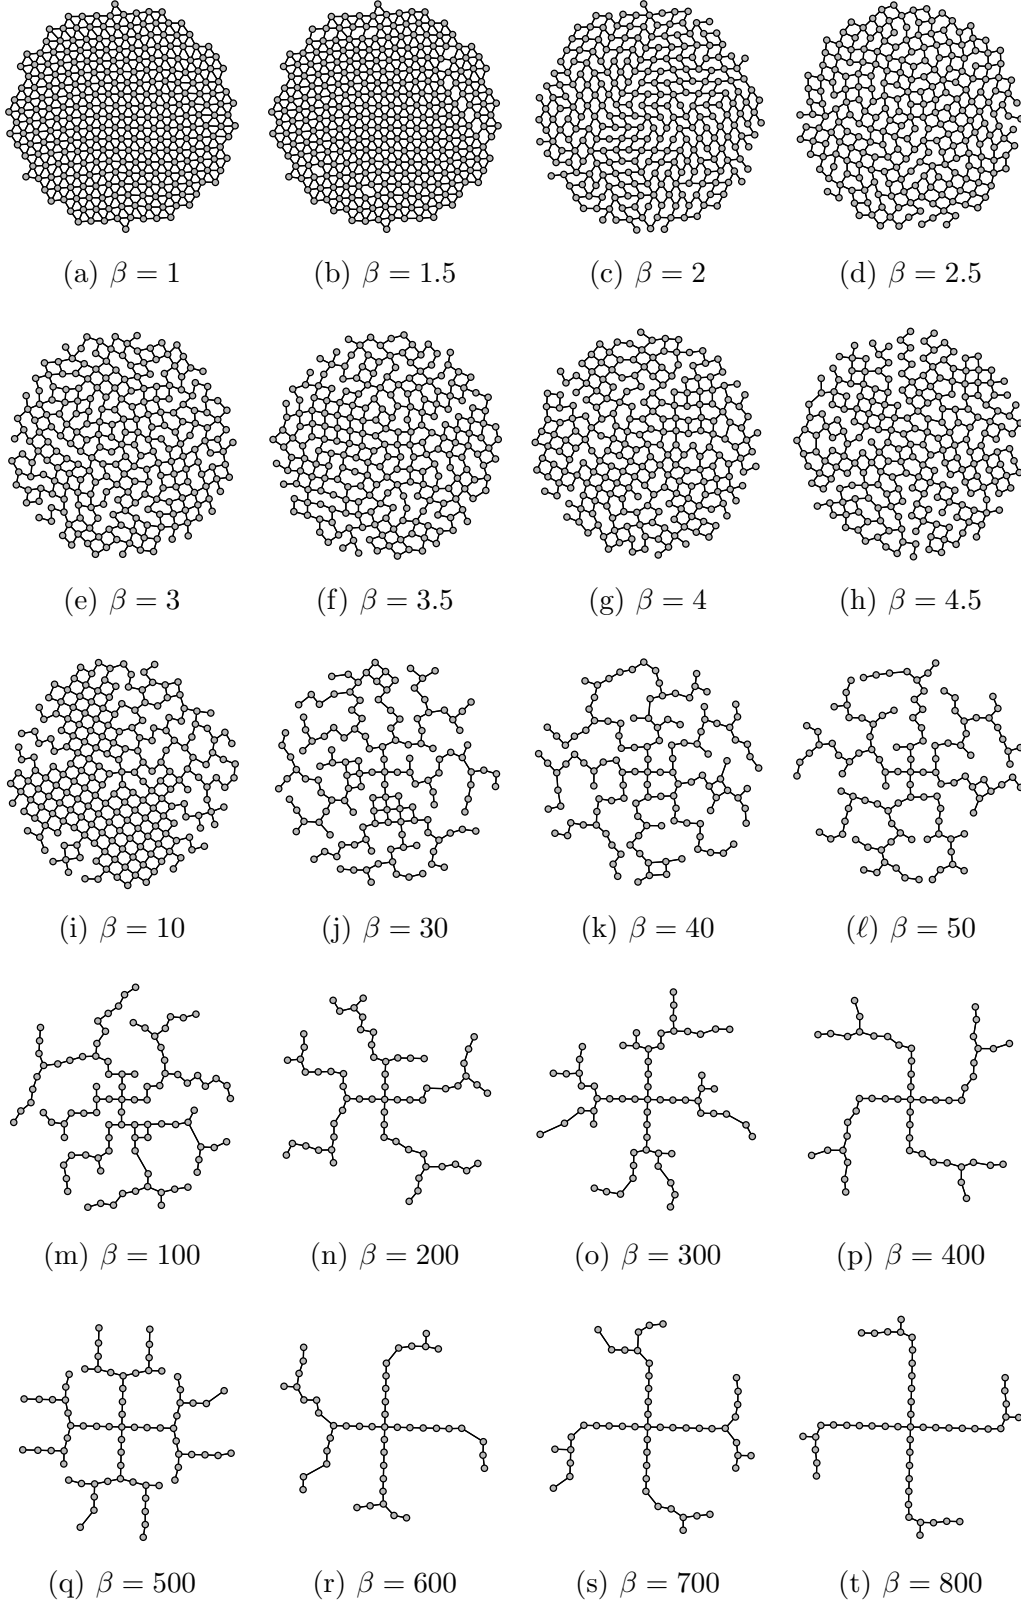 (a) β = 1 (b) β = 1.5 (c) β = 2 (d) β = 2.5
(e) β = 3 (f) β = 3.5 (g) β = 4 (h) β = 4.5
(i) β = 10 (j) β = 30 (k) β = 40 (ℓ) β = 50
(m) β = 100 (n) β = 200 (o) β = 300 (p) β = 400
(q) β = 500 (r) β = 600 (s) β = 700 (t) β = 800